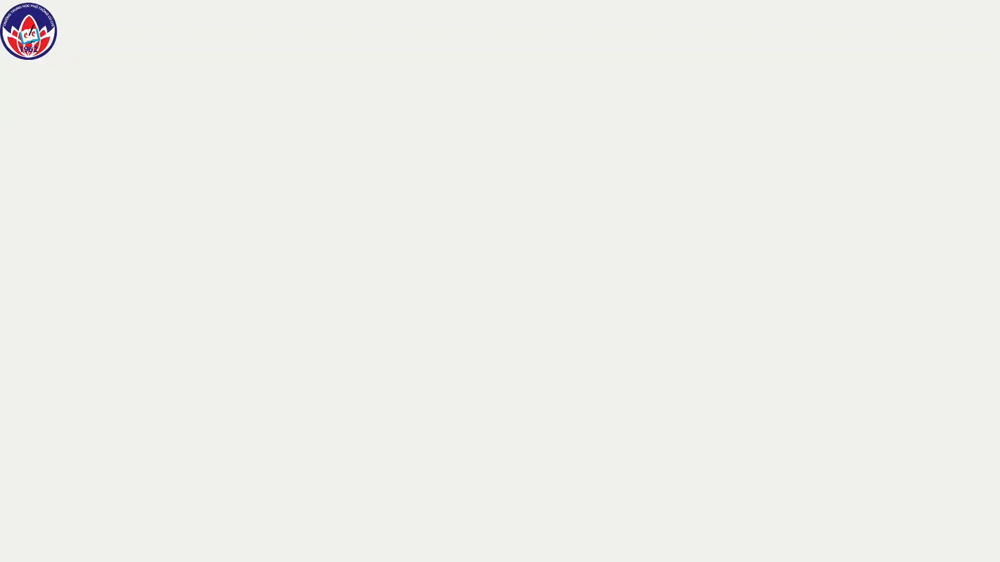 TRƯỜNG TRUNG HỌC PHỔ THÔNG CỦ CHI
1962